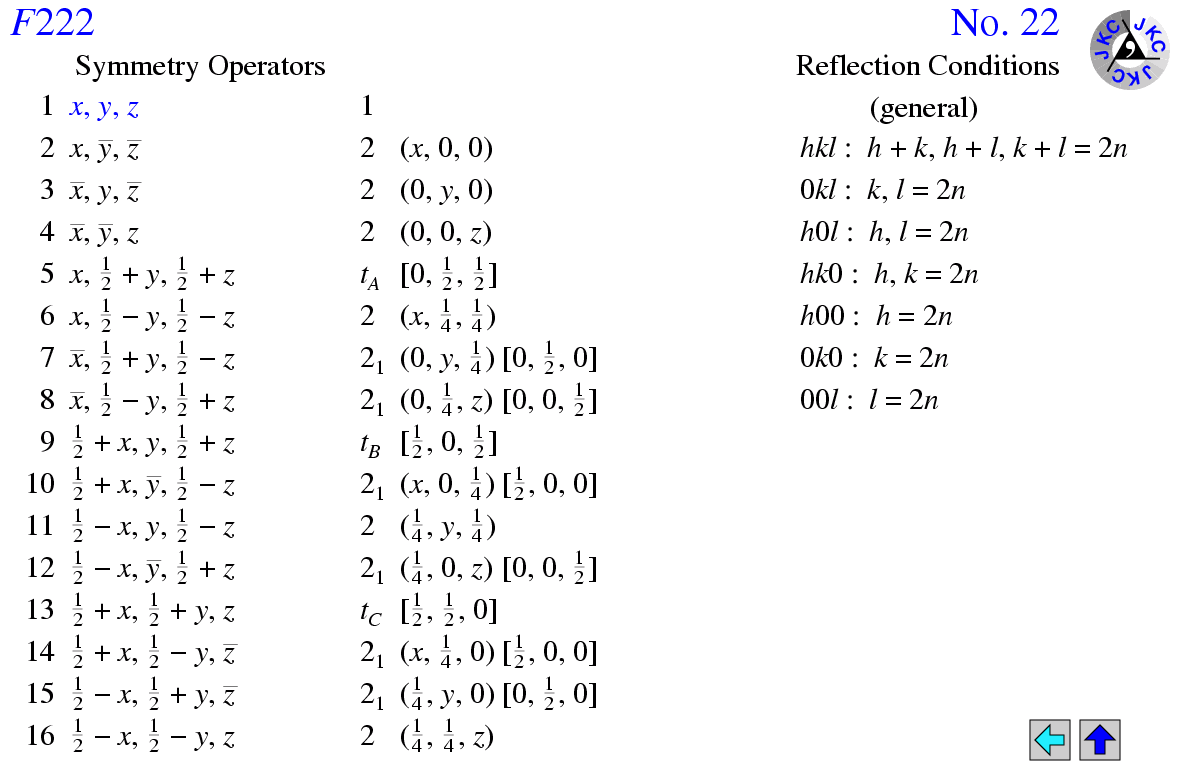 F222 No. 22
Symmetry Operators Reflection Conditions
1 x, y, z 1 (general)
2 x, y̅, z̅ 2 (x, 0, 0) hkl : h + k, h + l, k + l = 2n
3 x̅, y, z̅ 2 (0, y, 0) 0kl : k, l = 2n
4 x̅, y̅, z 2 (0, 0, z) h0l : h, l = 2n
5 x, 1/2 + y, 1/2 + z t_A [0, 1/2, 1/2] hk0 : h, k = 2n
6 x, 1/2 − y, 1/2 − z 2 (x, 1/4, 1/4) h00 : h = 2n
7 x̅, 1/2 + y, 1/2 − z 2₁ (0, y, 1/4) [0, 1/2, 0] 0k0 : k = 2n
8 x̅, 1/2 − y, 1/2 + z 2₁ (0, 1/4, z) [0, 0, 1/2] 00l : l = 2n
9 1/2 + x, y, 1/2 + z t_B [1/2, 0, 1/2]
10 1/2 + x, y̅, 1/2 − z 2₁ (x, 0, 1/4) [1/2, 0, 0]
11 1/2 − x, y, 1/2 − z 2 (1/4, y, 1/4)
12 1/2 − x, y̅, 1/2 + z 2₁ (1/4, 0, z) [0, 0, 1/2]
13 1/2 + x, 1/2 + y, z t_C [1/2, 1/2, 0]
14 1/2 + x, 1/2 − y, z̅ 2₁ (x, 1/4, 0) [1/2, 0, 0]
15 1/2 − x, 1/2 + y, z̅ 2₁ (1/4, y, 0) [0, 1/2, 0]
16 1/2 − x, 1/2 − y, z 2 (1/4, 1/4, z)
JKC JKC JKC JKC